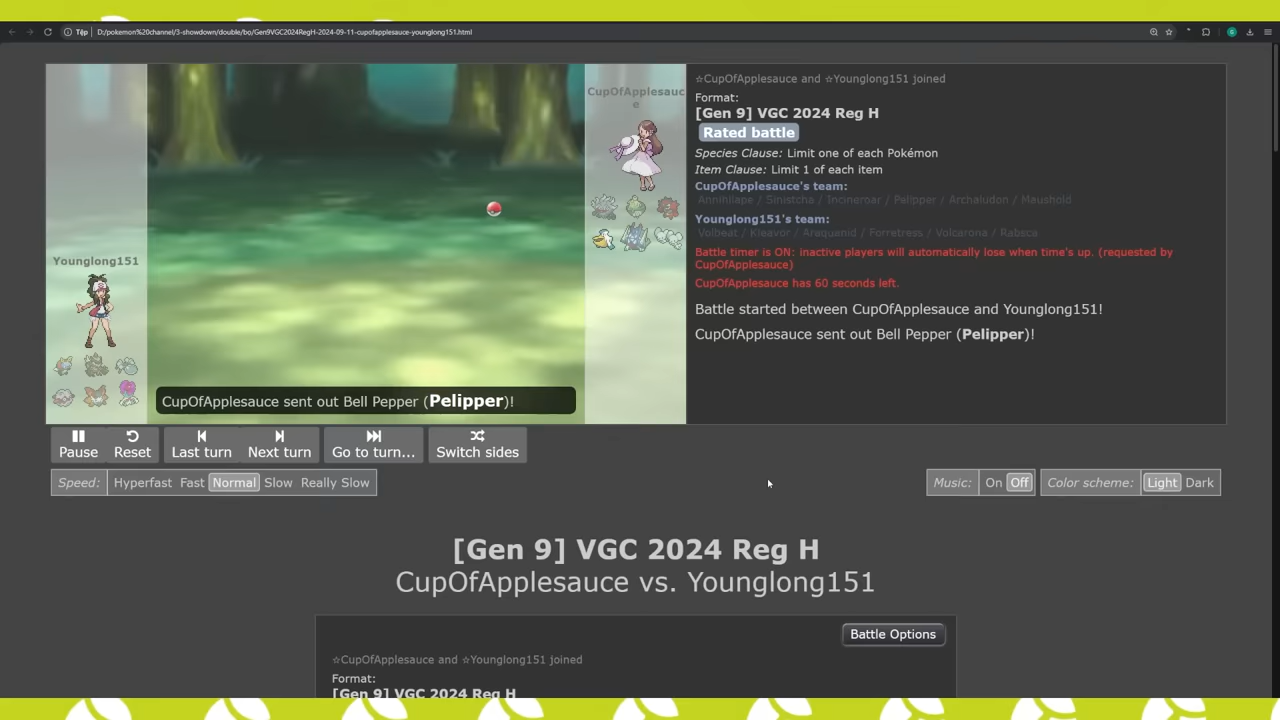 Tệp
D:/pokemon%20channel/3-showdown/double/bo/Gen9VGC2024RegH-2024-09-11-cupofapplesauce-younglong151.html
CupOfApplesauc
e
Younglong151
CupOfApplesauce sent out Bell Pepper (Pelipper)!
☆CupOfApplesauce and ☆Younglong151 joined
Format:
[Gen 9] VGC 2024 Reg H
Rated battle
Species Clause: Limit one of each Pokémon
Item Clause: Limit 1 of each item
CupOfApplesauce's team:
Annihilape / Sinistcha / Incineroar / Pelipper / Archaludon / Maushold
Younglong151's team:
Volbeat / Kleavor / Araquanid / Forretress / Volcarona / Rabsca
Battle timer is ON: inactive players will automatically lose when time's up. (requested by
CupOfApplesauce)
CupOfApplesauce has 60 seconds left.
Battle started between CupOfApplesauce and Younglong151!
CupOfApplesauce sent out Bell Pepper (Pelipper)!
Pause Reset Last turn Next turn Go to turn... Switch sides
Speed: Hyperfast Fast Normal Slow Really Slow
Music: On Off Color scheme: Light Dark
[Gen 9] VGC 2024 Reg H
CupOfApplesauce vs. Younglong151
Battle Options
☆CupOfApplesauce and ☆Younglong151 joined
Format:
[Gen 9] VGC 2024 Reg H